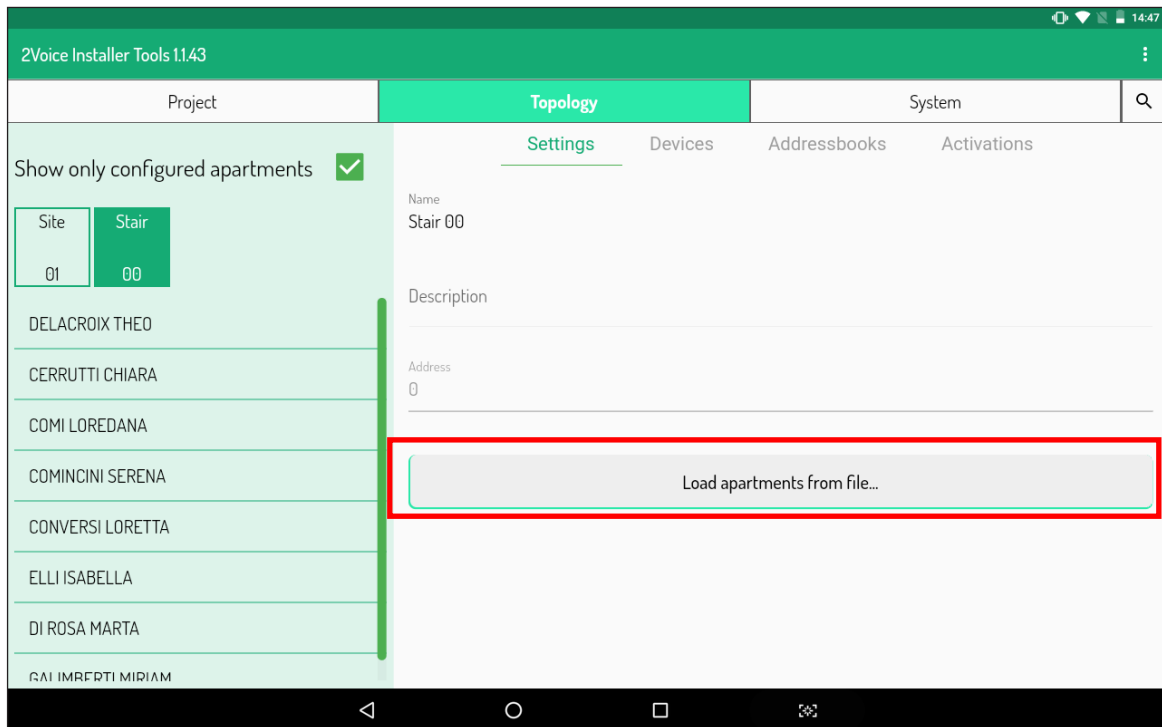 14:47
2Voice Installer Tools 1.1.43
Project
Topology
System
Show only configured apartments
Site
Stair
01
00
DELACROIX THEO
CERRUTTI CHIARA
COMI LOREDANA
COMINCINI SERENA
CONVERSI LORETTA
ELLI ISABELLA
DI ROSA MARTA
GALIMBERTI MIRIAM
Settings
Devices
Addressbooks
Activations
Name
Stair 00
Description
Address
0
Load apartments from file...